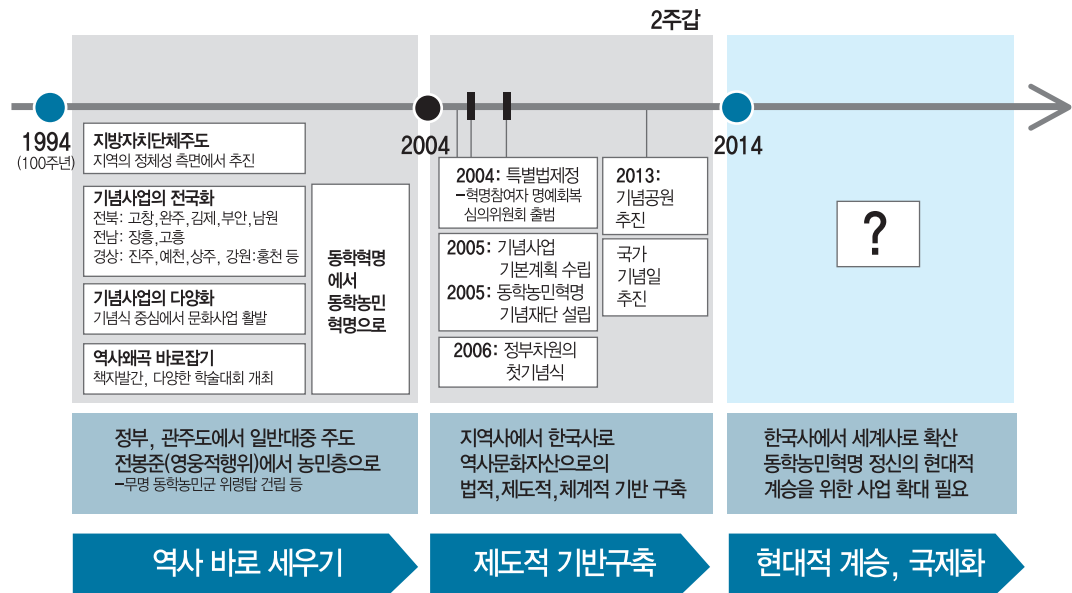 2주갑
1994
(100주년)
2004
2014
지방자치단체주도
지역의 정체성 측면에서 추진
기념사업의 전국화
전북: 고창,완주,김제,부안,남원
전남: 장흥,고흥
경상: 진주,예천,상주, 강원:홍천 등
기념사업의 다양화
기념식 중심에서 문화사업 활발
역사왜곡 바로잡기
책자발간, 다양한 학술대회 개최
동학혁명
에서
동학농민
혁명으로
2004: 특별법제정
–혁명참여자 명예회복
심의위원회 출범
2005: 기념사업
기본계획 수립
2005: 동학농민혁명
기념재단 설립
2006: 정부차원의
첫기념식
2013:
기념공원
추진
국가
기념일
추진
?
정부, 관주도에서 일반대중 주도
전봉준(영웅적행위)에서 농민층으로
–무명 동학농민군 위령탑 건립 등
지역사에서 한국사로
역사문화자산으로의
법적,제도적,체계적 기반 구축
한국사에서 세계사로 확산
동학농민혁명 정신의 현대적
계승을 위한 사업 확대 필요
역사 바로 세우기
제도적 기반구축
현대적 계승, 국제화